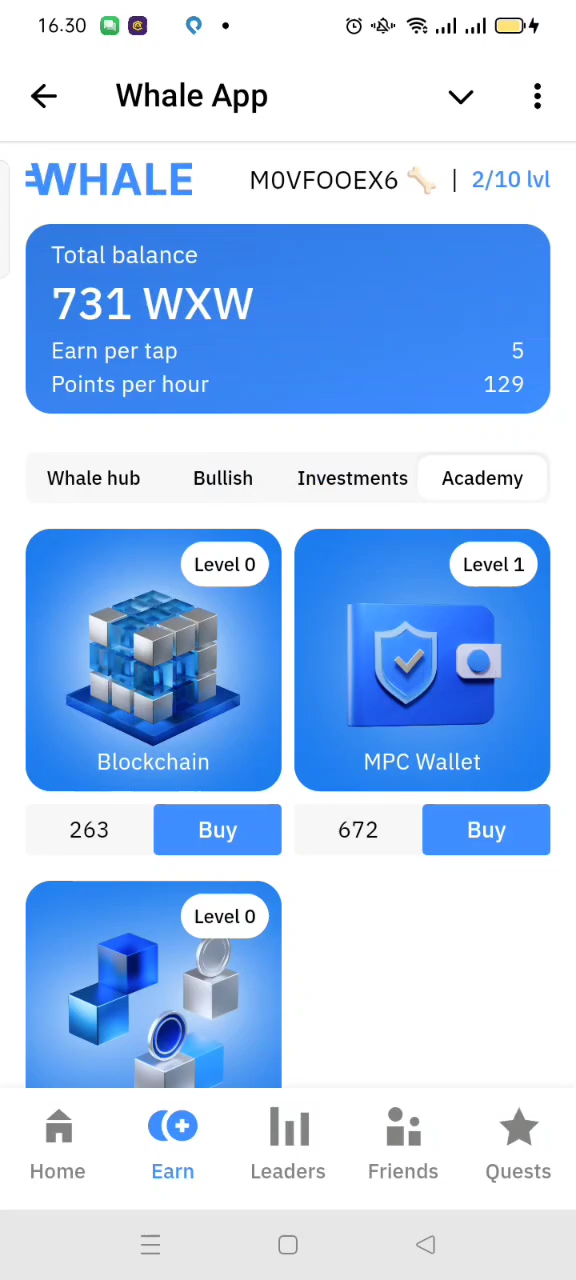 16.30
Whale App
WHALE
M0VFOOEX6 | 2/10 lvl
Total balance
731 WXW
Earn per tap 5
Points per hour 129
Whale hub Bullish Investments Academy
Level 0 Level 1
Blockchain MPC Wallet
263 Buy 672 Buy
Level 0
Home Earn Leaders Friends Quests